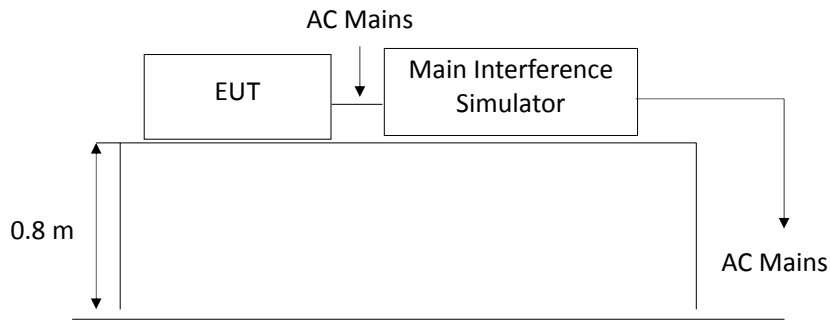 AC Mains
EUT
Main Interference
Simulator
0.8 m
AC Mains